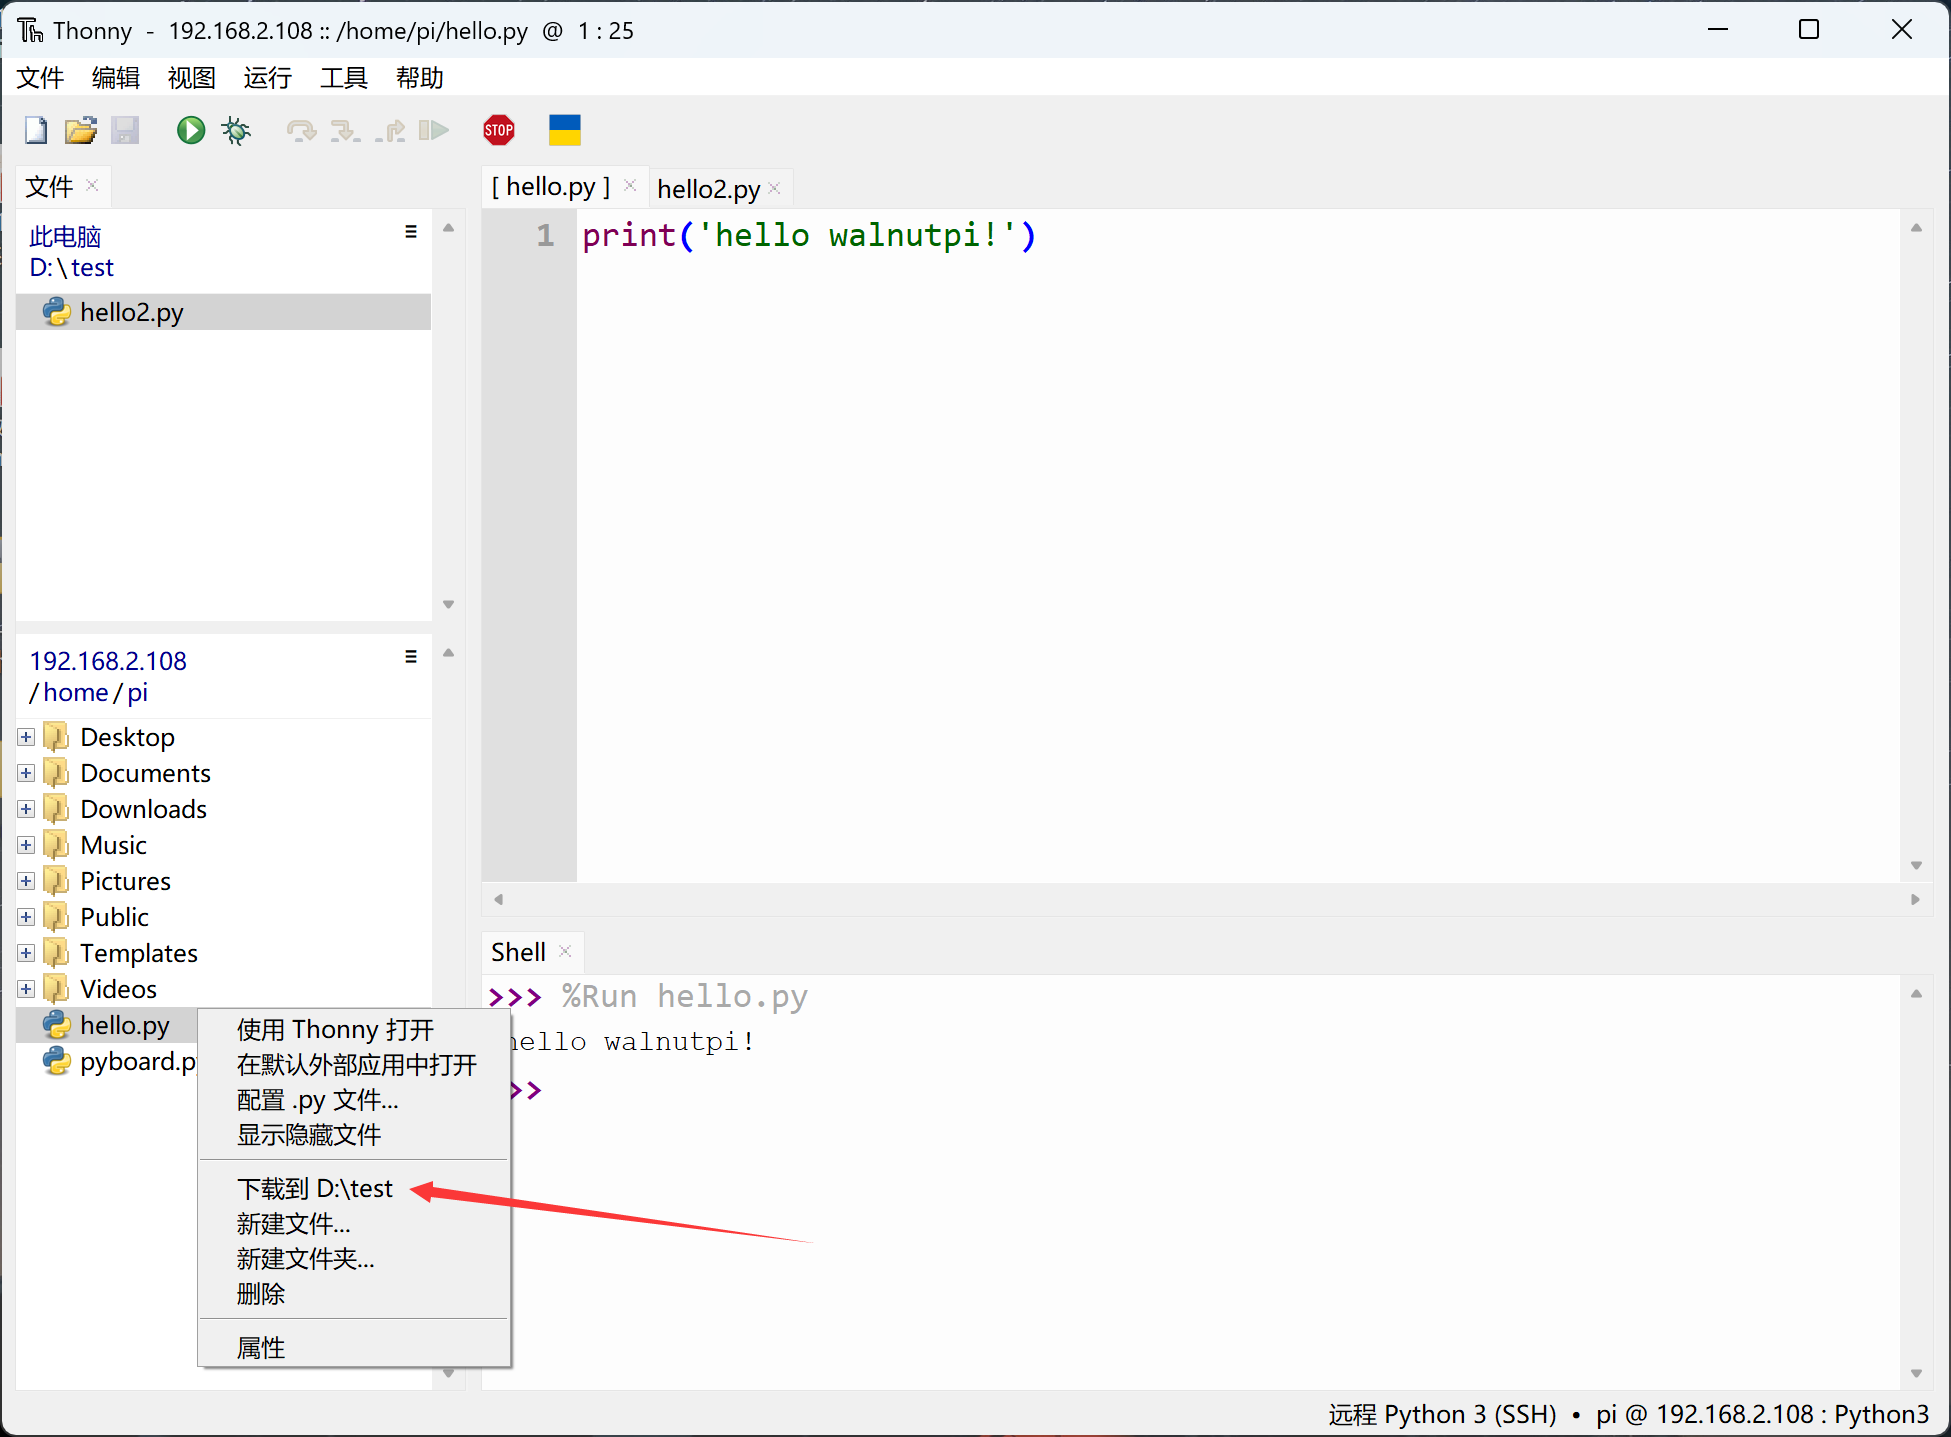 Thonny - 192.168.2.108 :: /home/pi/hello.py @ 1 : 25
文件 编辑 视图 运行 工具 帮助
STOP
文件
此电脑
D:\test
hello2.py
192.168.2.108
/home/pi
Desktop
Documents
Downloads
Music
Pictures
Public
Templates
Videos
hello.py
pyboard.py
使用 Thonny 打开
在默认外部应用中打开
配置 .py 文件...
显示隐藏文件
下载到 D:\test
新建文件...
新建文件夹...
删除
属性
[ hello.py ] hello2.py
1 print('hello walnutpi!')
Shell
>>> %Run hello.py
hello walnutpi!
>>
远程 Python 3 (SSH) • pi @ 192.168.2.108 : Python3